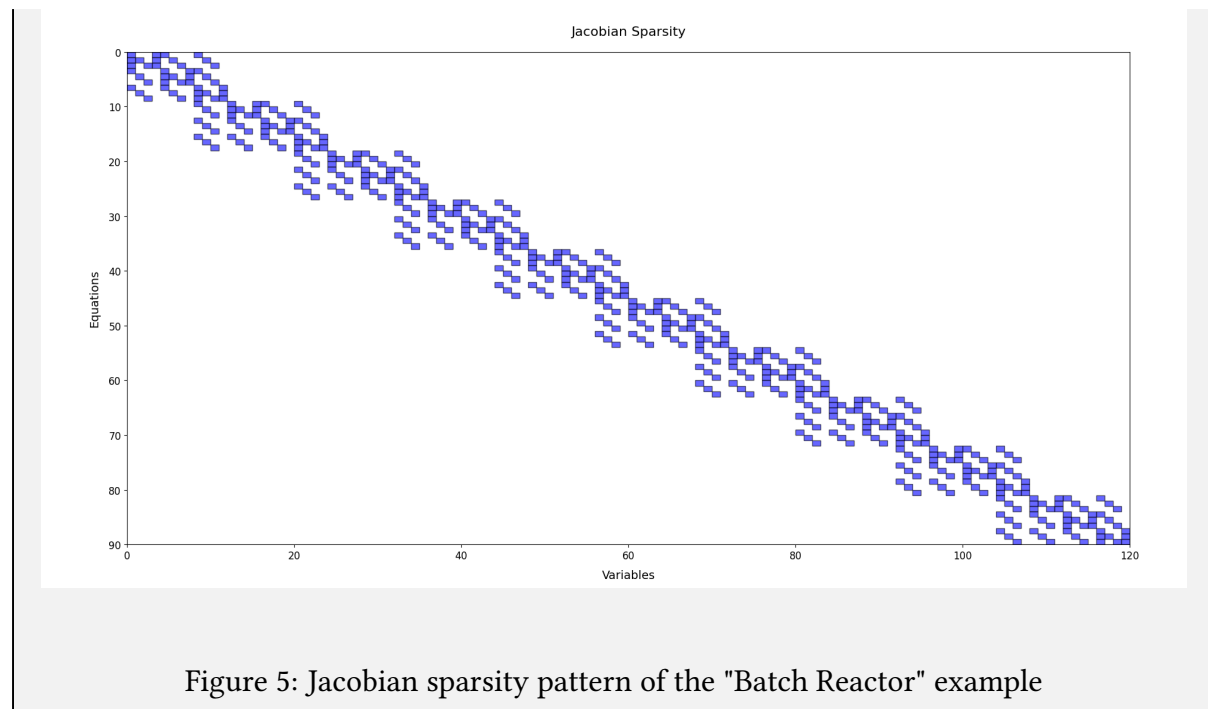 Jacobian Sparsity
0
10
20
30
40
50
60
70
80
90
Equations
0 20 40 60 80 100 120
Variables
Figure 5: Jacobian sparsity pattern of the "Batch Reactor" example